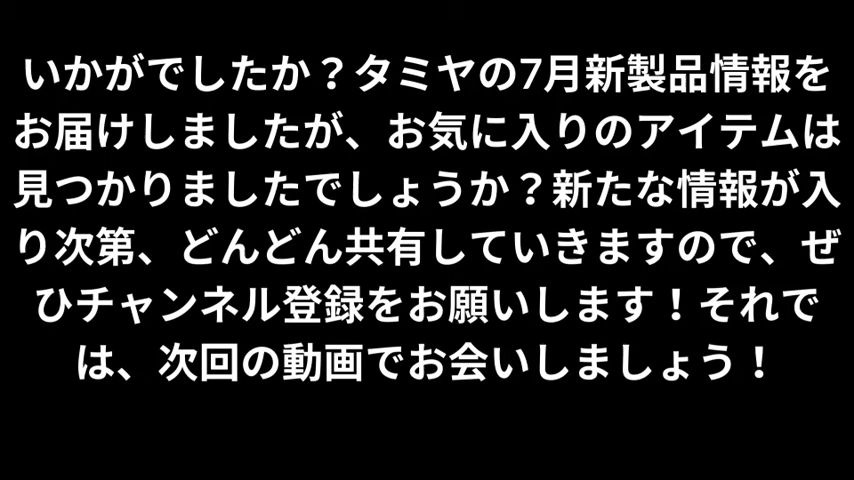 いかがでしたか？タミヤの7月新製品情報を
お届けしましたが、お気に入りのアイテムは
見つかりましたでしょうか？新たな情報が入
り次第、どんどん共有していきますので、ぜ
ひチャンネル登録をお願いします！それで
は、次回の動画でお会いしましょう！